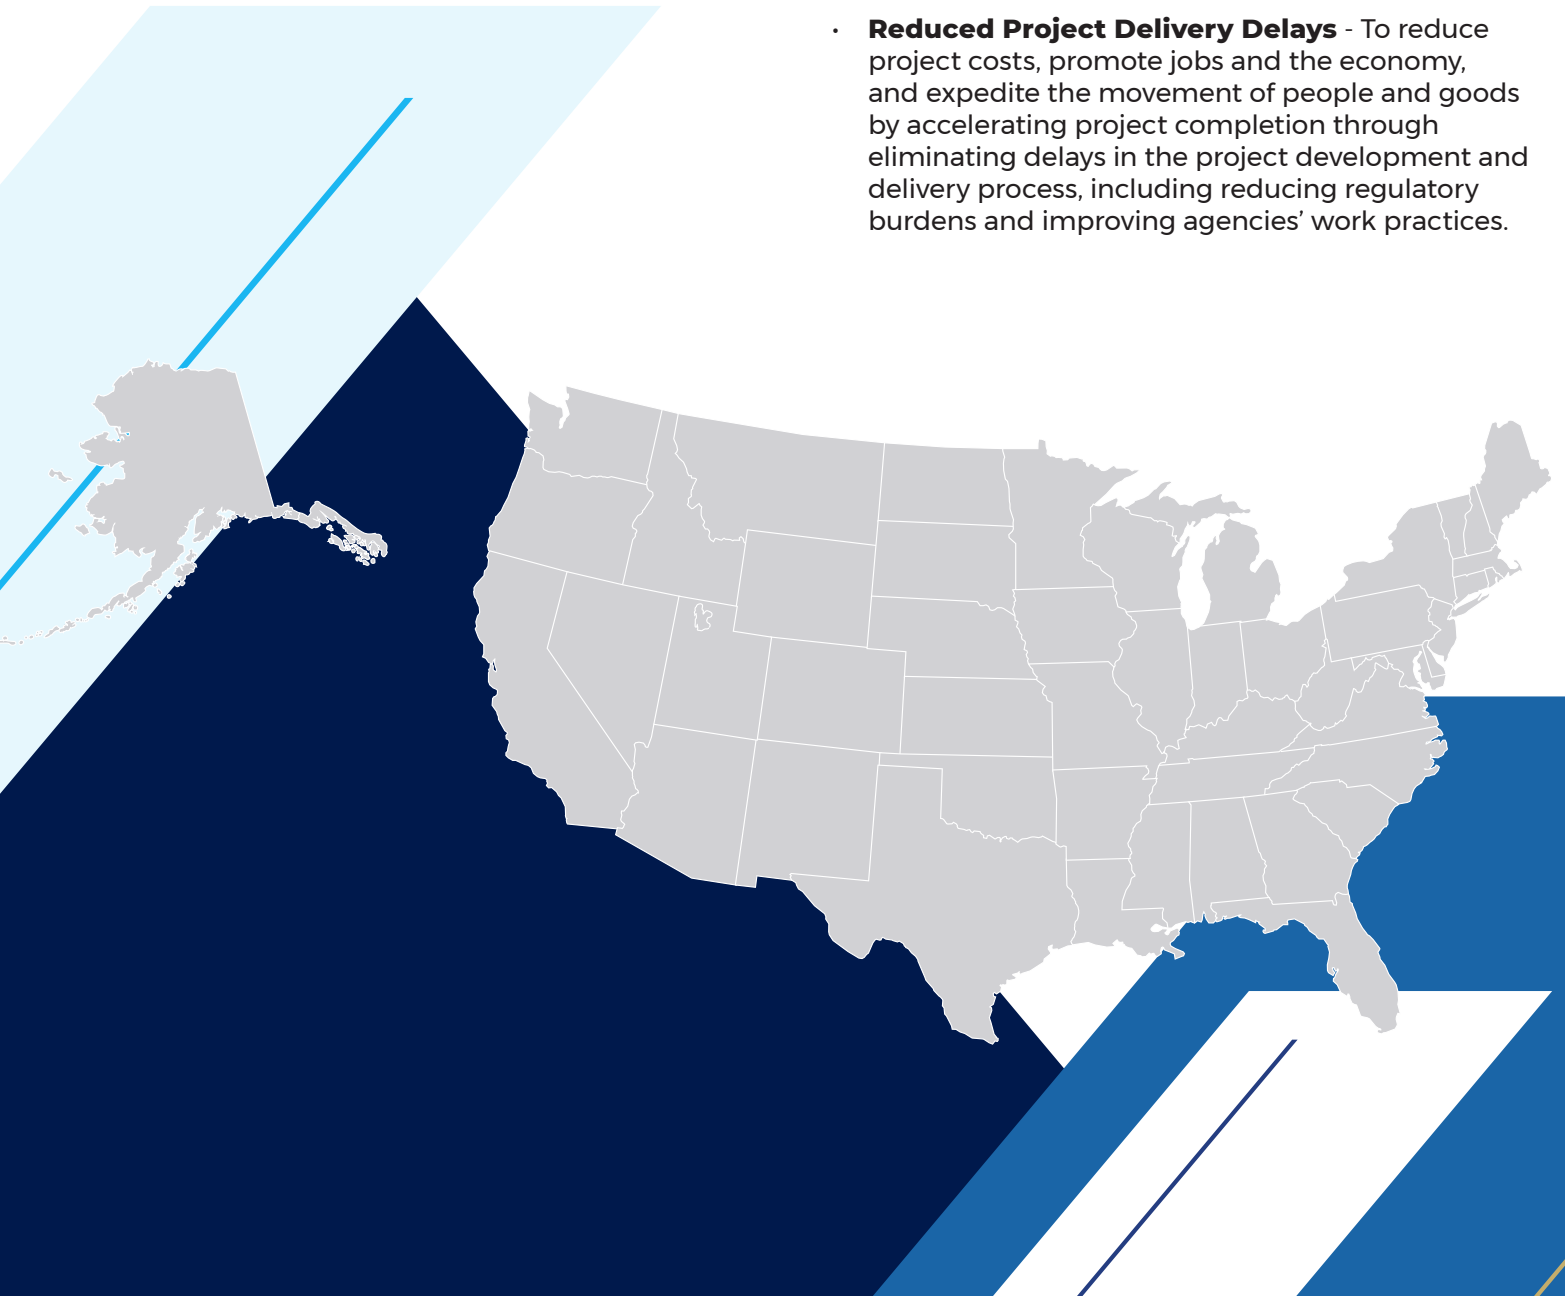 • Reduced Project Delivery Delays - To reduce
project costs, promote jobs and the economy,
and expedite the movement of people and goods
by accelerating project completion through
eliminating delays in the project development and
delivery process, including reducing regulatory
burdens and improving agencies’ work practices.